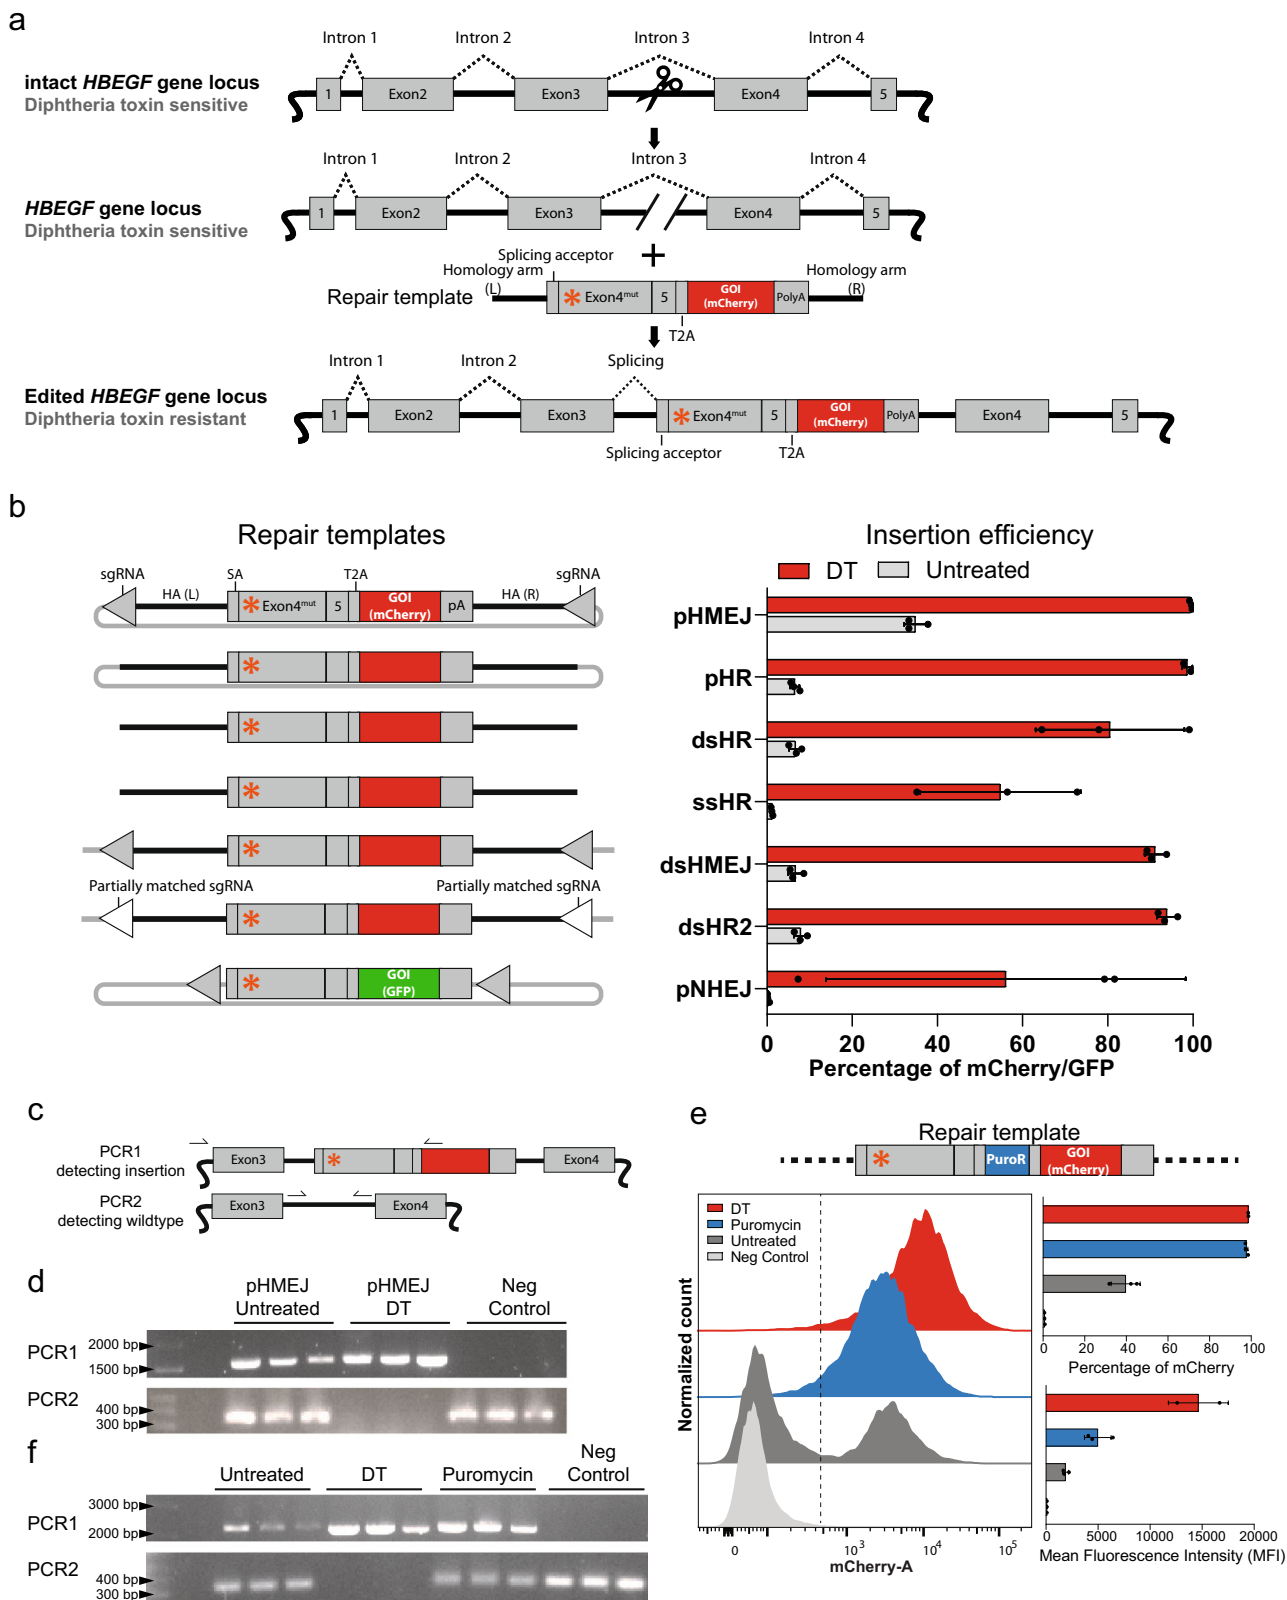 a
Intron 1 Intron 2 Intron 3 Intron 4
intact HBEGF gene locus
Diphtheria toxin sensitive
1 Exon2 Exon3 Exon4 5
Intron 1 Intron 2 Intron 3 Intron 4
HBEGF gene locus
Diphtheria toxin sensitive
1 Exon2 Exon3 Exon4 5
+
Splicing acceptor
Homology arm (L)
Homology arm (R)
Repair template
* Exon4mut 5 GOI (mCherry) PolyA
T2A
Intron 1 Intron 2 Splicing
Edited HBEGF gene locus
Diphtheria toxin resistant
1 Exon2 Exon3 * Exon4mut 5 GOI (mCherry) PolyA Exon4 5
Splicing acceptor T2A
b
Repair templates
sgRNA SA T2A sgRNA
HA (L) HA (R)
* Exon4mut 5 GOI (mCherry) pA
*
*
*
*
Partially matched sgRNA Partially matched sgRNA
*
* GOI (GFP)
Insertion efficiency
DT Untreated
pHMEJ
pHR
dsHR
ssHR
dsHMEJ
dsHR2
pNHEJ
0 20 40 60 80 100
Percentage of mCherry/GFP
c
PCR1
detecting insertion
Exon3 * Exon4
PCR2
detecting wildtype
Exon3 Exon4
d
pHMEJ Untreated
pHMEJ DT
Neg Control
PCR1
2000 bp
1500 bp
PCR2
400 bp
300 bp
f
Untreated DT Puromycin Neg Control
PCR1
3000 bp
2000 bp
PCR2
400 bp
300 bp
e
Repair template
* PuroR GOI (mCherry)
DT
Puromycin
Untreated
Neg Control
Normalized count
0 10^3 10^4 10^5
mCherry-A
0 20 40 60 80 100
Percentage of mCherry
0 5000 10000 15000 20000
Mean Fluorescence Intensity (MFI)